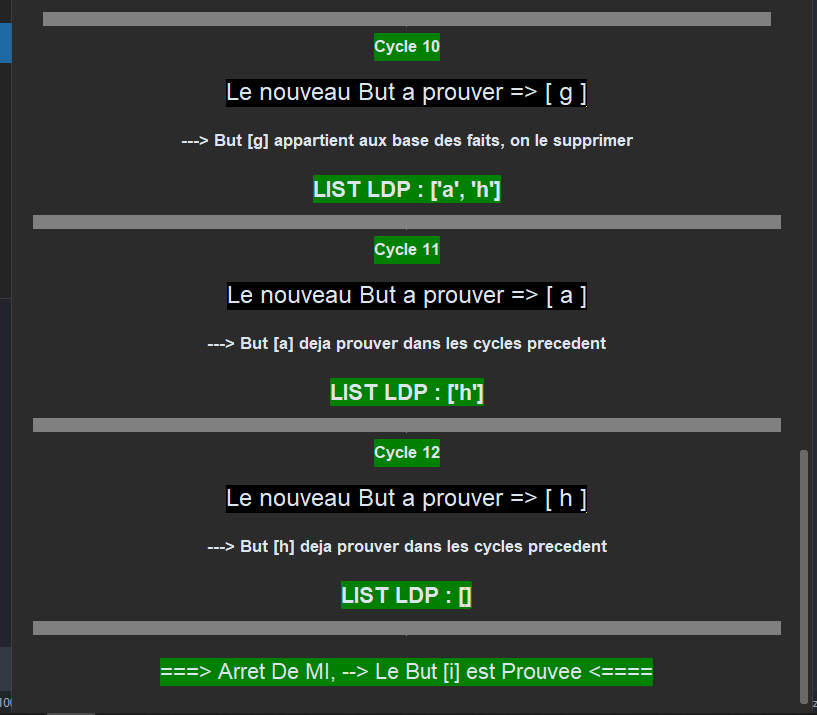 Cycle 10
Le nouveau But a prouver => [ g ]
---> But [g] appartient aux base des faits, on le supprimer
LIST LDP : ['a', 'h']
Cycle 11
Le nouveau But a prouver => [ a ]
---> But [a] deja prouver dans les cycles precedent
LIST LDP : ['h']
Cycle 12
Le nouveau But a prouver => [ h ]
---> But [h] deja prouver dans les cycles precedent
LIST LDP : []
===> Arret De MI, --> Le But [i] est Prouvee <====